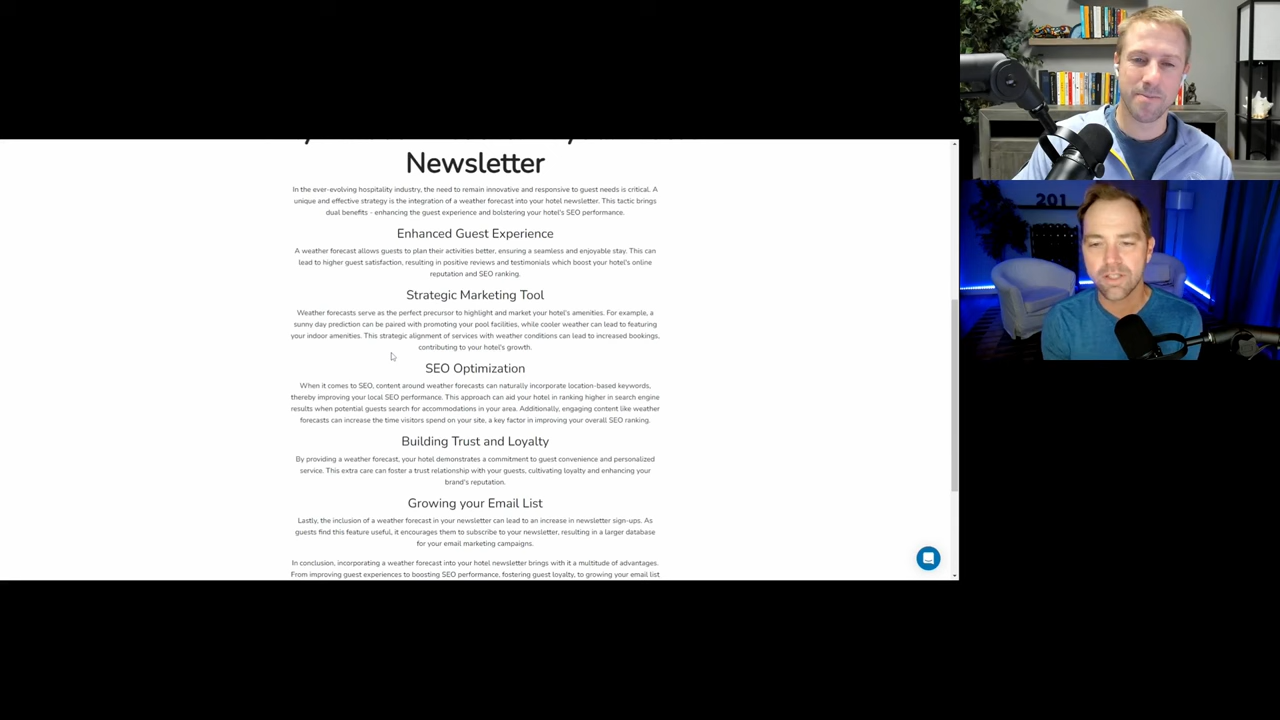 Newsletter
In the ever-evolving hospitality industry, the need to remain innovative and responsive to guest needs is critical. A
unique and effective strategy is the integration of a weather forecast into your hotel newsletter. This tactic brings
dual benefits - enhancing the guest experience and bolstering your hotel's SEO performance.
Enhanced Guest Experience
A weather forecast allows guests to plan their activities better, ensuring a seamless and enjoyable stay. This can
lead to higher guest satisfaction, resulting in positive reviews and testimonials which boost your hotel's online
reputation and SEO ranking.
Strategic Marketing Tool
Weather forecasts serve as the perfect precursor to highlight and market your hotel's amenities. For example, a
sunny day prediction can be paired with promoting your pool facilities, while cooler weather can lead to featuring
your indoor amenities. This strategic alignment of services with weather conditions can lead to increased bookings,
contributing to your hotel's growth.
SEO Optimization
When it comes to SEO, content around weather forecasts can naturally incorporate location-based keywords,
thereby improving your local SEO performance. This approach can aid your hotel in ranking higher in search engine
results when potential guests search for accommodations in your area. Additionally, engaging content like weather
forecasts can increase the time visitors spend on your site, a key factor in improving your overall SEO ranking.
Building Trust and Loyalty
By providing a weather forecast, your hotel demonstrates a commitment to guest convenience and personalized
service. This extra care can foster a trust relationship with your guests, cultivating loyalty and enhancing your
brand's reputation.
Growing your Email List
Lastly, the inclusion of a weather forecast in your newsletter can lead to an increase in newsletter sign-ups. As
guests find this feature useful, it encourages them to subscribe to your newsletter, resulting in a larger database
for your email marketing campaigns.
In conclusion, incorporating a weather forecast into your hotel newsletter brings with it a multitude of advantages.
From improving guest experiences to boosting SEO performance, fostering guest loyalty, to growing your email list
201